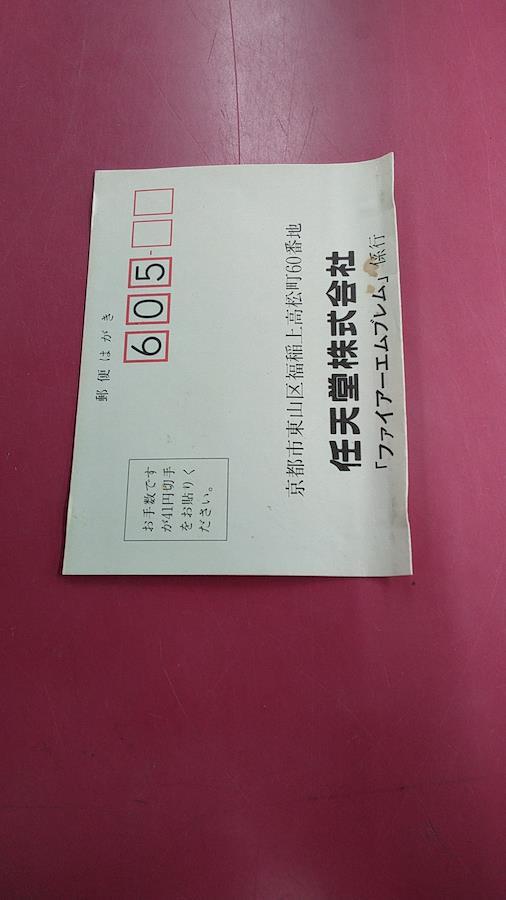 郵便はがき
605-
お手数です
が41円切手
をお貼りく
ださい。
京都市東山区福稲上高松町60番地
任天堂株式会社
「ファイアーエムブレム」係行